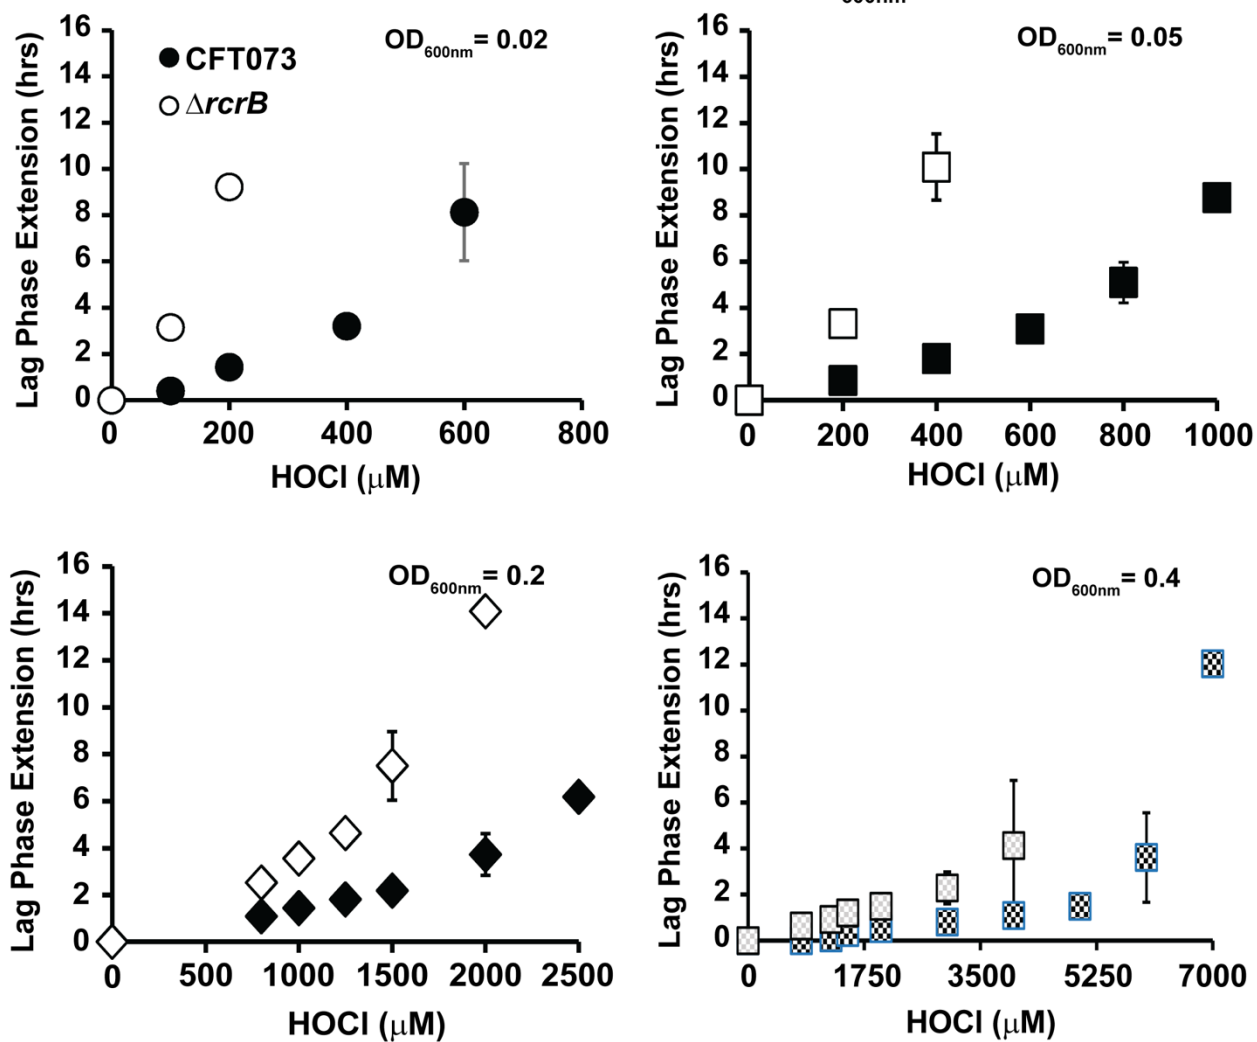 600nm
Lag Phase Extension (hrs)
16
14
12
10
8
6
4
2
0
OD600nm= 0.02
CFT073
ΔrcrB
0 200 400 600 800
HOCl (μM)
Lag Phase Extension (hrs)
16
14
12
10
8
6
4
2
0
OD600nm= 0.05
0 200 400 600 800 1000
HOCl (μM)
Lag Phase Extension (hrs)
16
14
12
10
8
6
4
2
0
OD600nm= 0.2
0 500 1000 1500 2000 2500
HOCl (μM)
Lag Phase Extension (hrs)
16
14
12
10
8
6
4
2
0
OD600nm= 0.4
0 1750 3500 5250 7000
HOCl (μM)